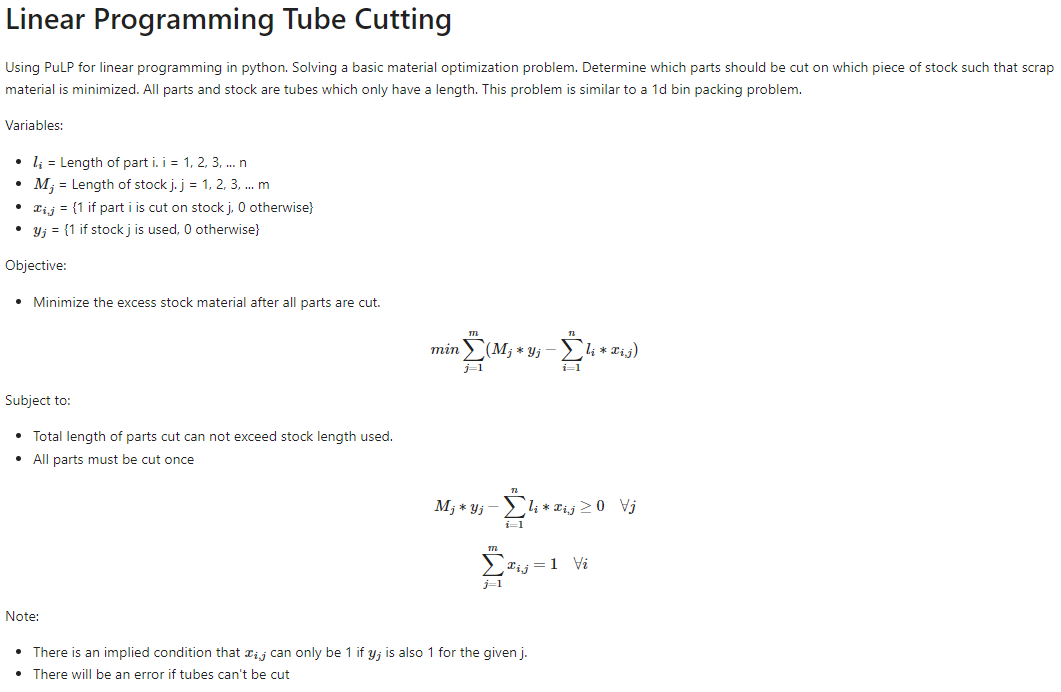 Linear Programming Tube Cutting
Using PuLP for linear programming in python. Solving a basic material optimization problem. Determine which parts should be cut on which piece of stock such that scrap
material is minimized. All parts and stock are tubes which only have a length. This problem is similar to a 1d bin packing problem.
Variables:
• l_i = Length of part i. i = 1, 2, 3, ... n
• M_j = Length of stock j. j = 1, 2, 3, ... m
• x_{i,j} = {1 if part i is cut on stock j, 0 otherwise}
• y_j = {1 if stock j is used, 0 otherwise}
Objective:
• Minimize the excess stock material after all parts are cut.
min \sum_{j=1}^{m} (M_j * y_j − \sum_{i=1}^{n} l_i * x_{i,j})
Subject to:
• Total length of parts cut can not exceed stock length used.
• All parts must be cut once
M_j * y_j − \sum_{i=1}^{n} l_i * x_{i,j} ≥ 0 ∀j
\sum_{j=1}^{m} x_{i,j} = 1 ∀i
Note:
• There is an implied condition that x_{i,j} can only be 1 if y_j is also 1 for the given j.
• There will be an error if tubes can't be cut